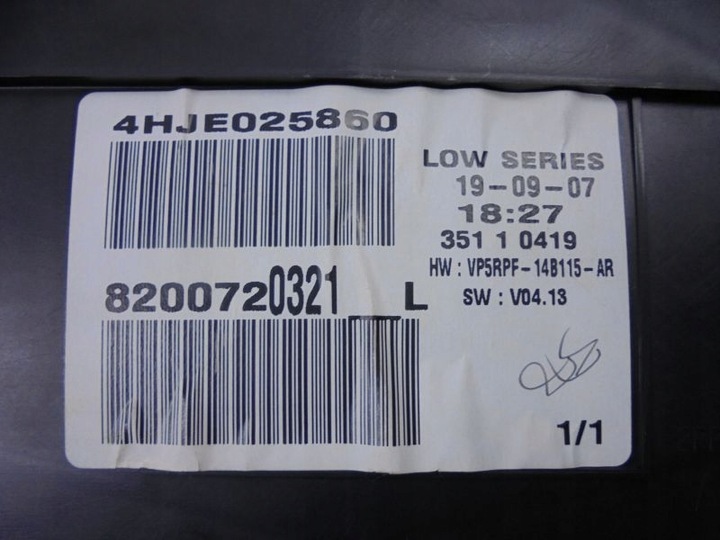 4HJE025860
LOW SERIES
19-09-07
18:27
351 1 0419
HW : VP5RPF-14B115-AR
SW : V04.13
8200720321__L
1/1